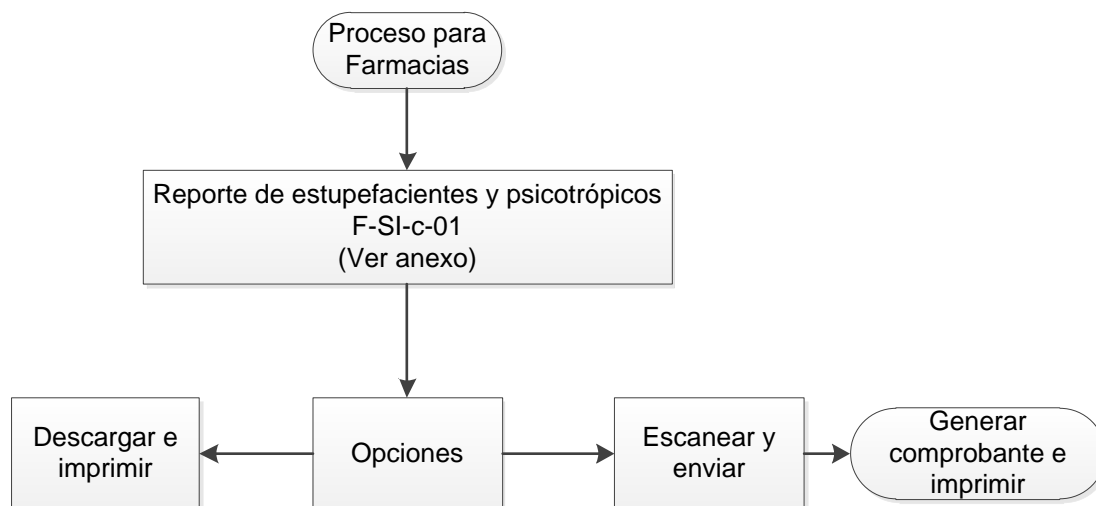 Proceso para
Farmacias
Reporte de estupefacientes y psicotrópicos
F-SI-c-01
(Ver anexo)
Descargar e
imprimir
Opciones
Escanear y
enviar
Generar
comprobante e
imprimir